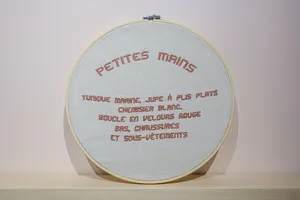 PETITES MAINS
TUNIQUE MARINE, JUPE À PLIS PLATS
CHEMISIER BLANC,
BOUCLE EN VELOURS ROUGE
BAS, CHAUSSURES
ET SOUS-VÊTEMENTS